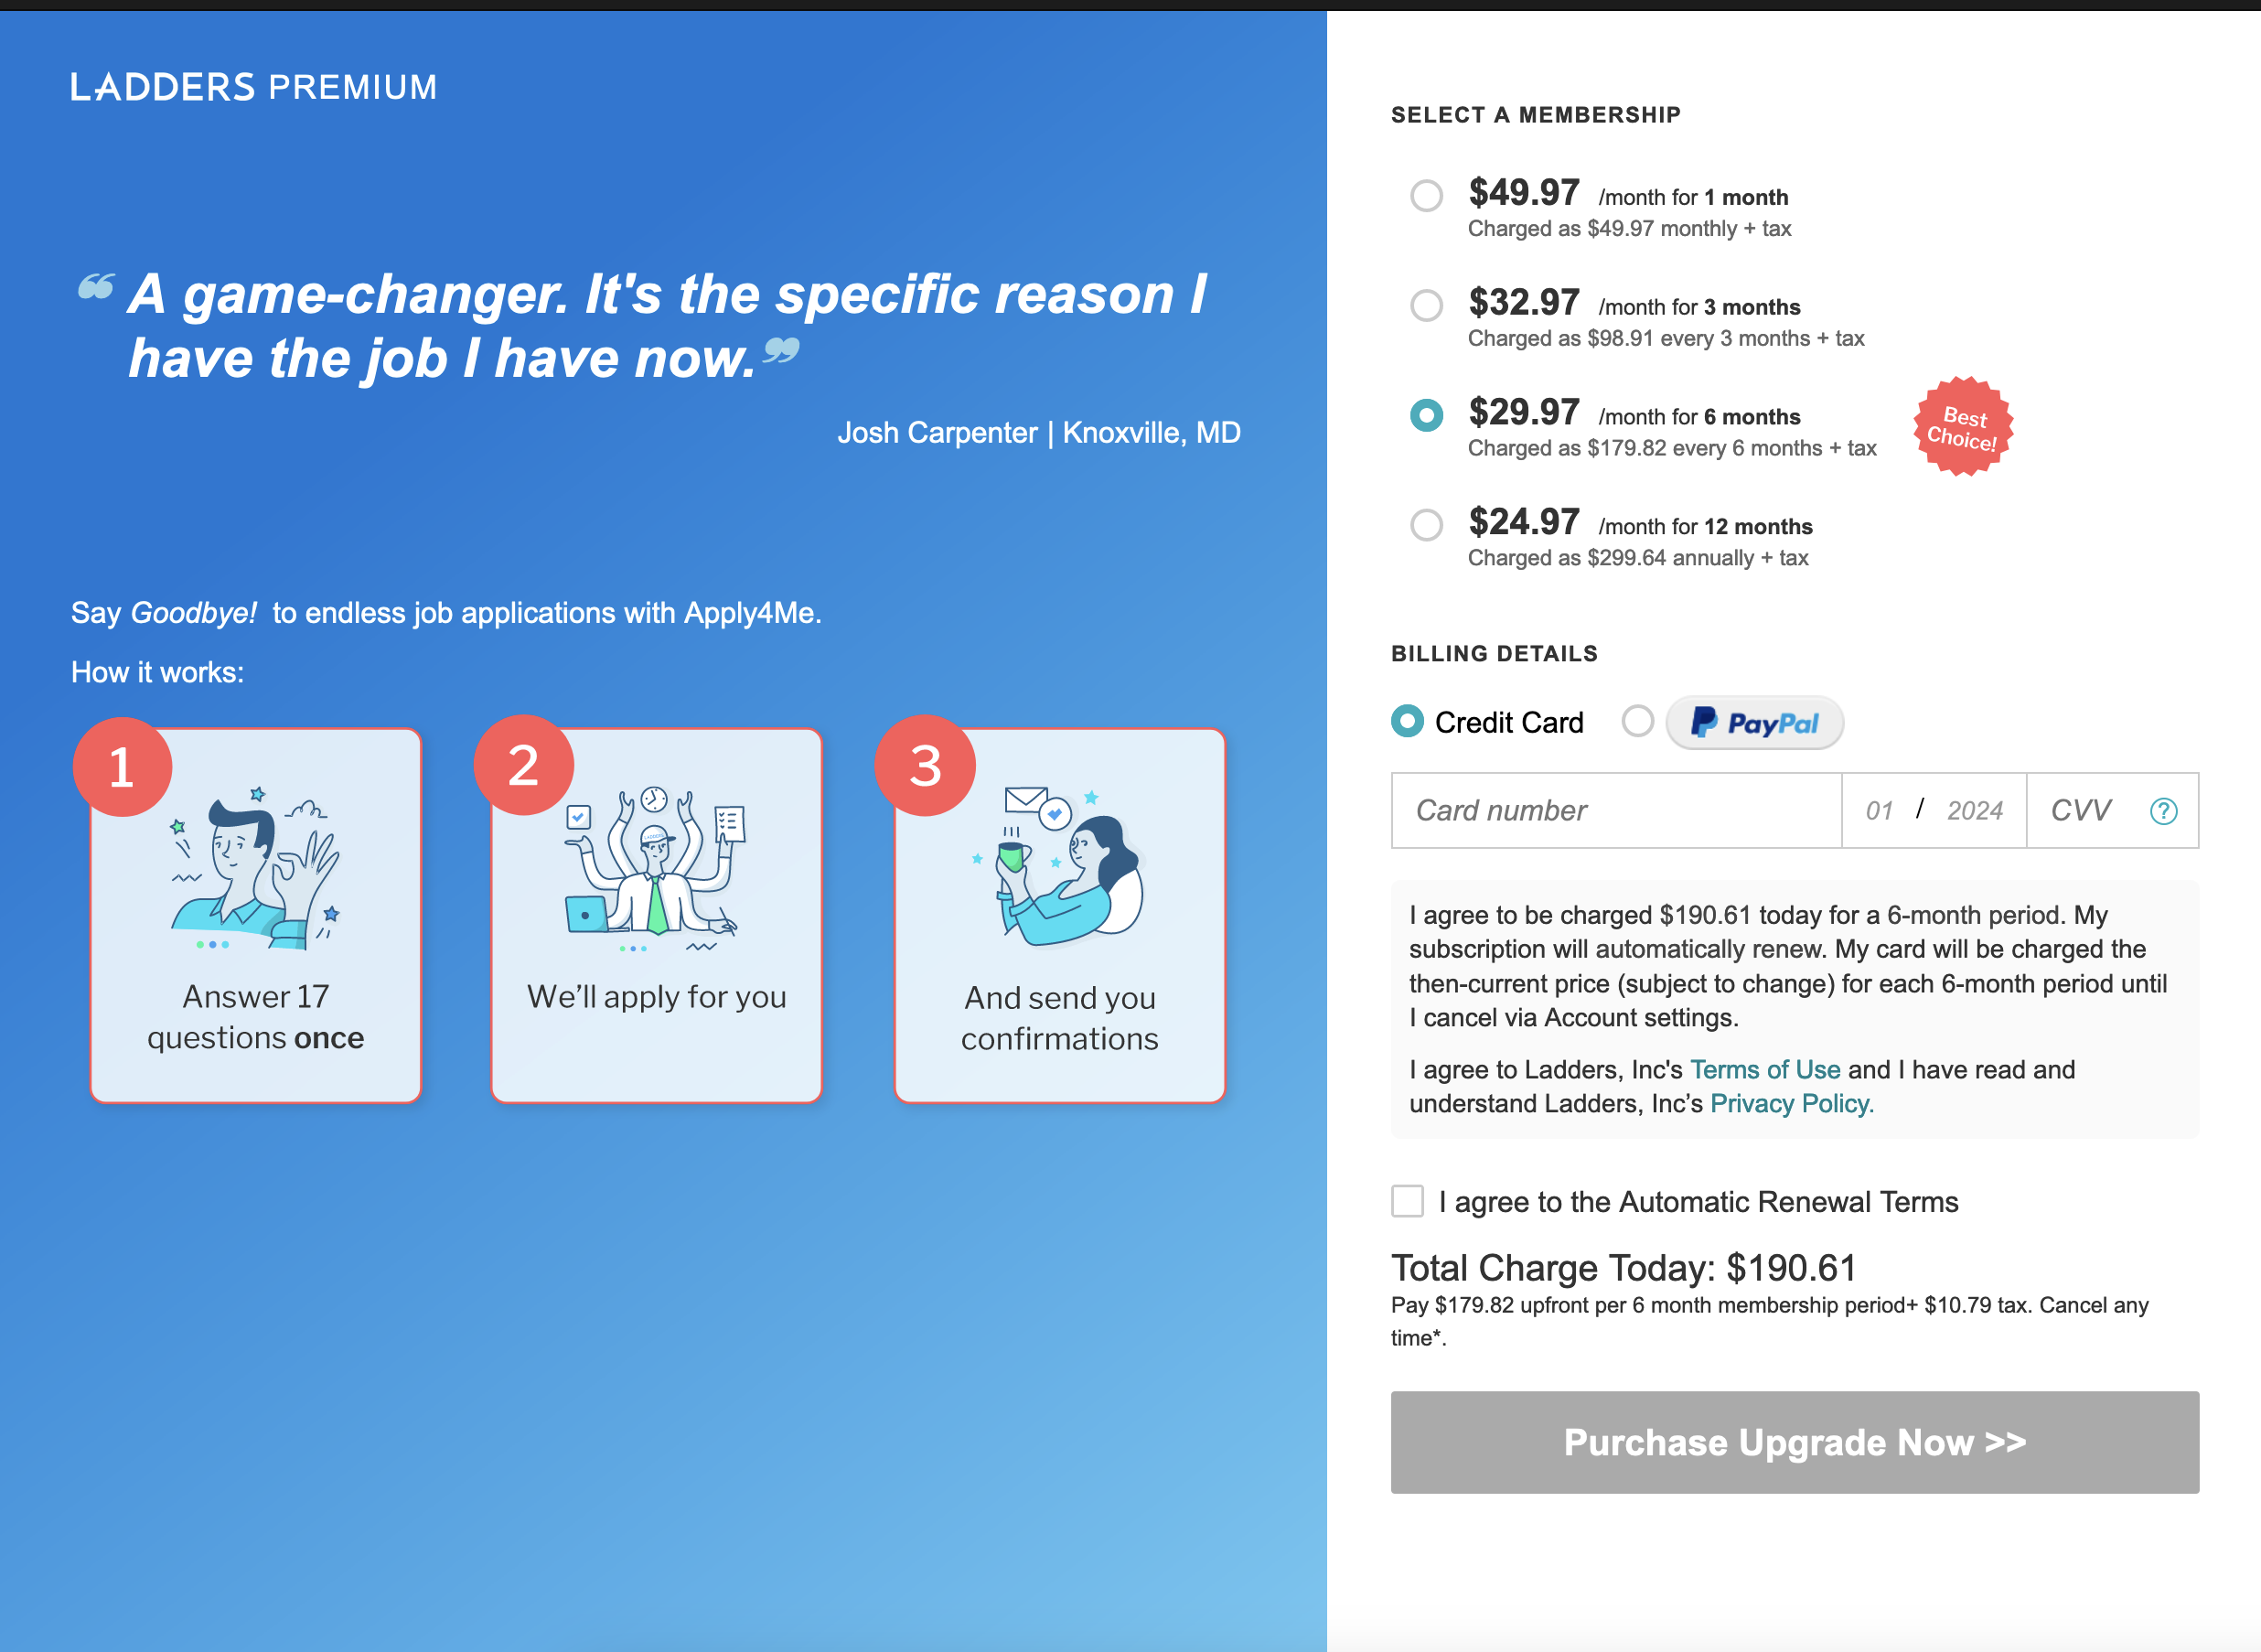 LADDERS PREMIUM
“ A game-changer. It's the specific reason I
have the job I have now.”
Josh Carpenter | Knoxville, MD
Say Goodbye! to endless job applications with Apply4Me.
How it works:
1
Answer 17
questions once
2
LADDERS
We’ll apply for you
3
And send you
confirmations
SELECT A MEMBERSHIP
$49.97 /month for 1 month
Charged as $49.97 monthly + tax
$32.97 /month for 3 months
Charged as $98.91 every 3 months + tax
$29.97 /month for 6 months
Charged as $179.82 every 6 months + tax
Best
Choice!
$24.97 /month for 12 months
Charged as $299.64 annually + tax
BILLING DETAILS
Credit Card PayPal
Card number 01 / 2024 CVV ?
I agree to be charged $190.61 today for a 6-month period. My
subscription will automatically renew. My card will be charged the
then-current price (subject to change) for each 6-month period until
I cancel via Account settings.
I agree to Ladders, Inc's Terms of Use and I have read and
understand Ladders, Inc’s Privacy Policy.
I agree to the Automatic Renewal Terms
Total Charge Today: $190.61
Pay $179.82 upfront per 6 month membership period+ $10.79 tax. Cancel any
time*.
Purchase Upgrade Now >>